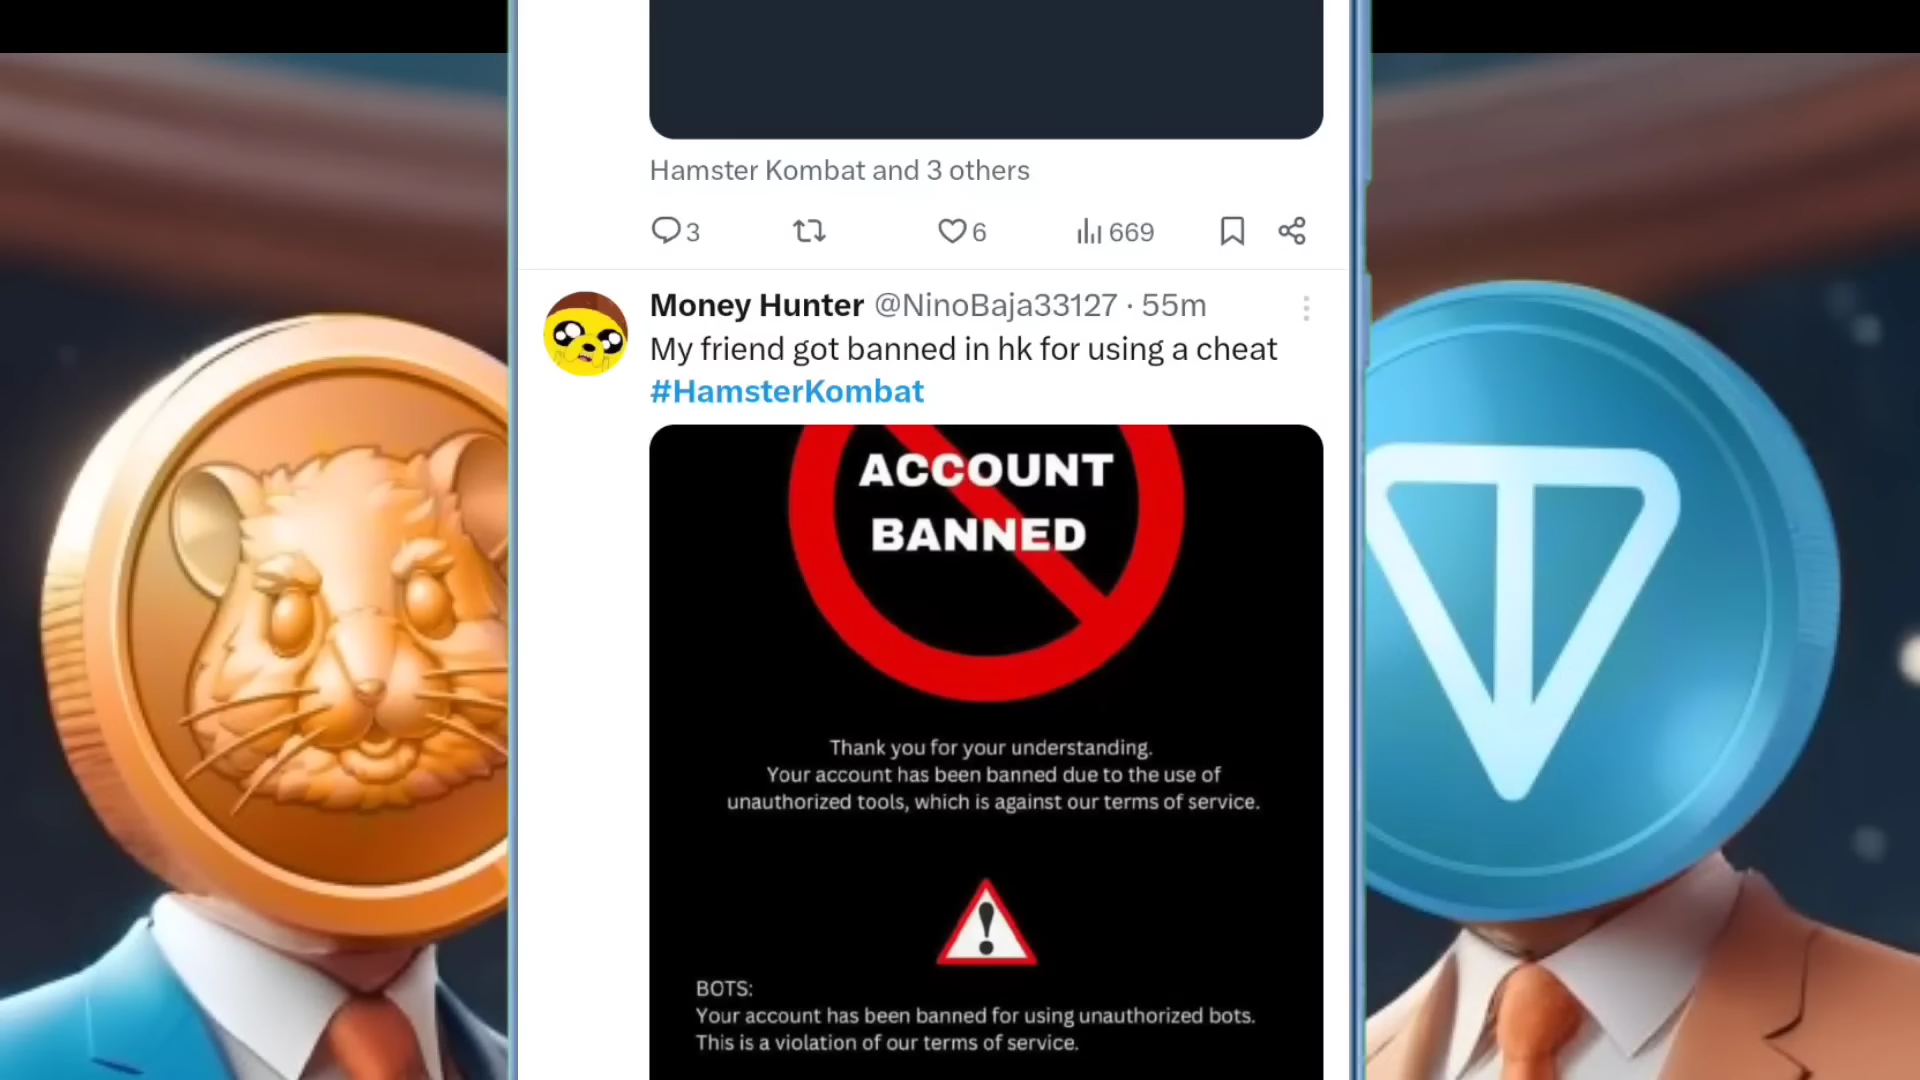 Hamster Kombat and 3 others
3 6 669
Money Hunter @NinoBaja33127 · 55m
My friend got banned in hk for using a cheat
#HamsterKombat
ACCOUNT
BANNED
Thank you for your understanding.
Your account has been banned due to the use of
unauthorized tools, which is against our terms of service.
BOTS:
Your account has been banned for using unauthorized bots.
This is a violation of our terms of service.